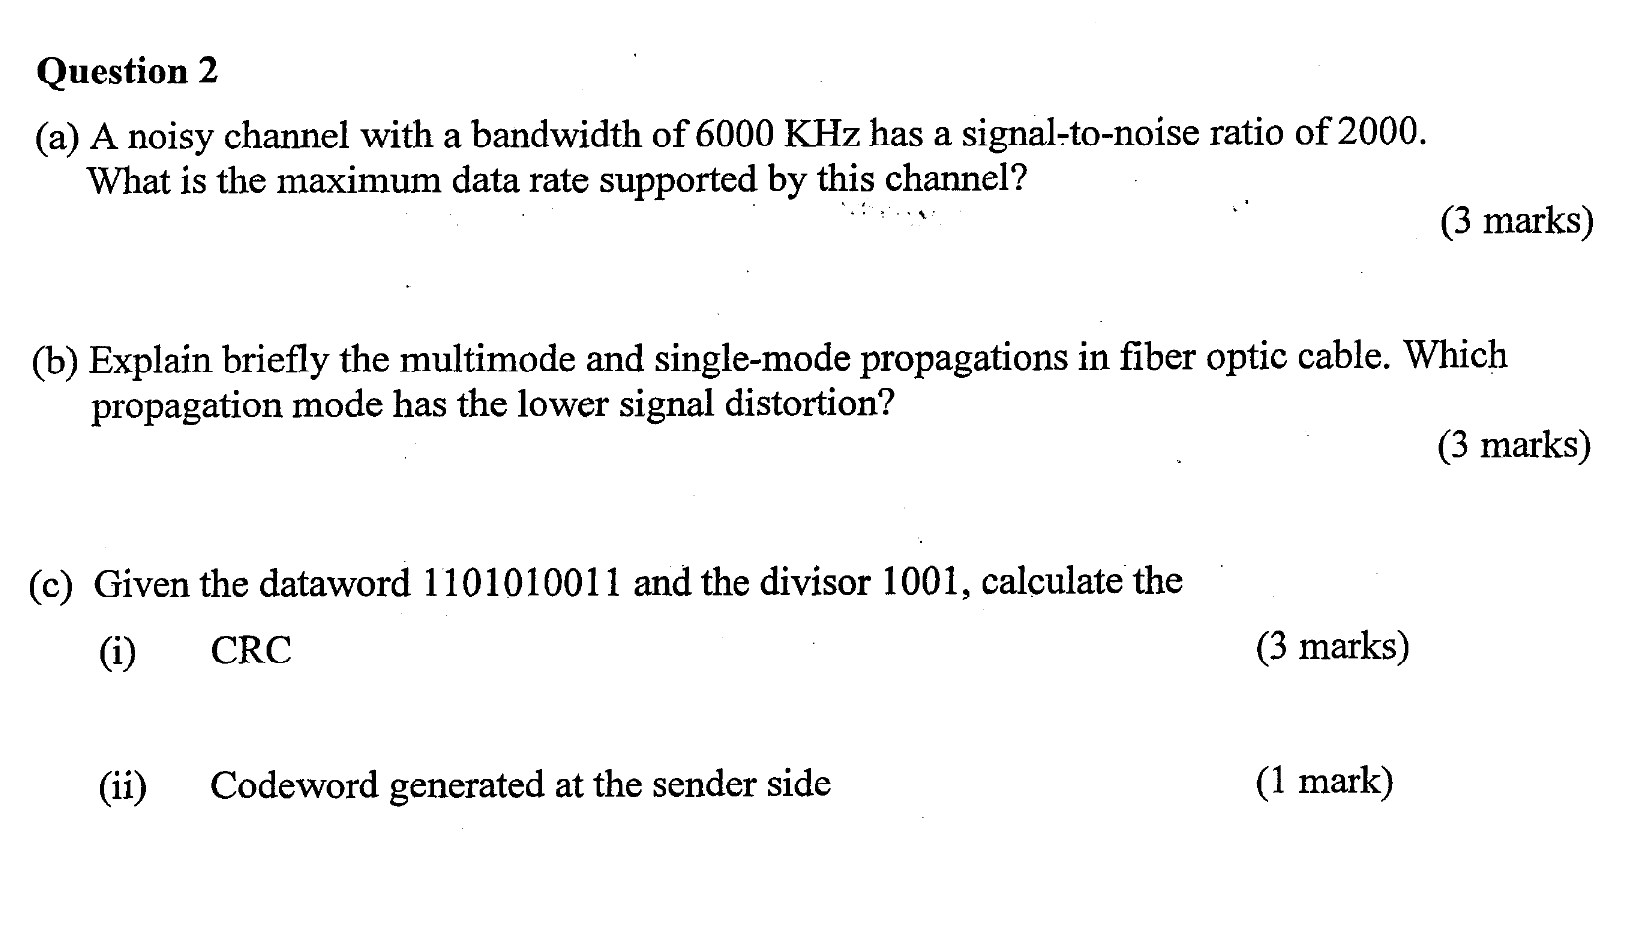 Question 2
(a) A noisy channel with a bandwidth of 6000 KHz has a signal-to-noise ratio of 2000.
What is the maximum data rate supported by this channel?
(3 marks)
(b) Explain briefly the multimode and single-mode propagations in fiber optic cable. Which
propagation mode has the lower signal distortion?
(3 marks)
(c) Given the dataword 1101010011 and the divisor 1001, calculate the
(i) CRC (3 marks)
(ii) Codeword generated at the sender side (1 mark)